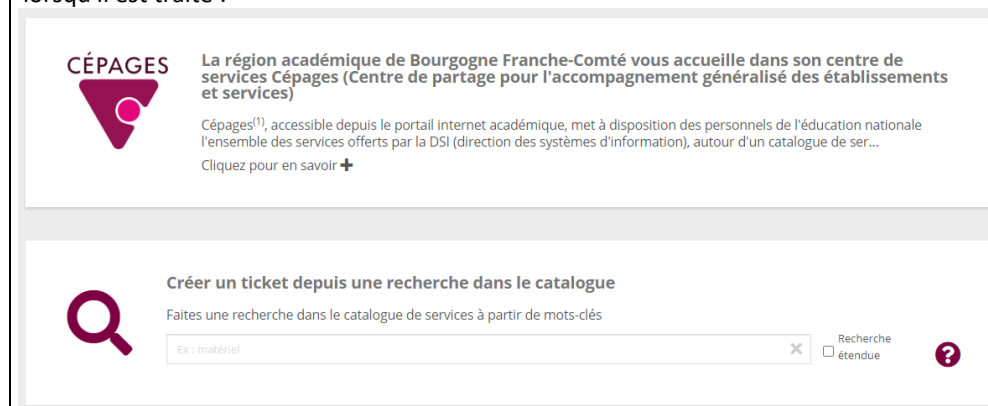 lorsqu'il est traité :
CÉPAGES
La région académique de Bourgogne Franche-Comté vous accueille dans son centre de
services Cépages (Centre de partage pour l'accompagnement généralisé des établissements
et services)
Cépages(1), accessible depuis le portail internet académique, met à disposition des personnels de l'éducation nationale
l'ensemble des services offerts par la DSI (direction des systèmes d'information), autour d'un catalogue de ser...
Cliquez pour en savoir +
Créer un ticket depuis une recherche dans le catalogue
Faites une recherche dans le catalogue de services à partir de mots-clés
Ex : matériel
Recherche
étendue